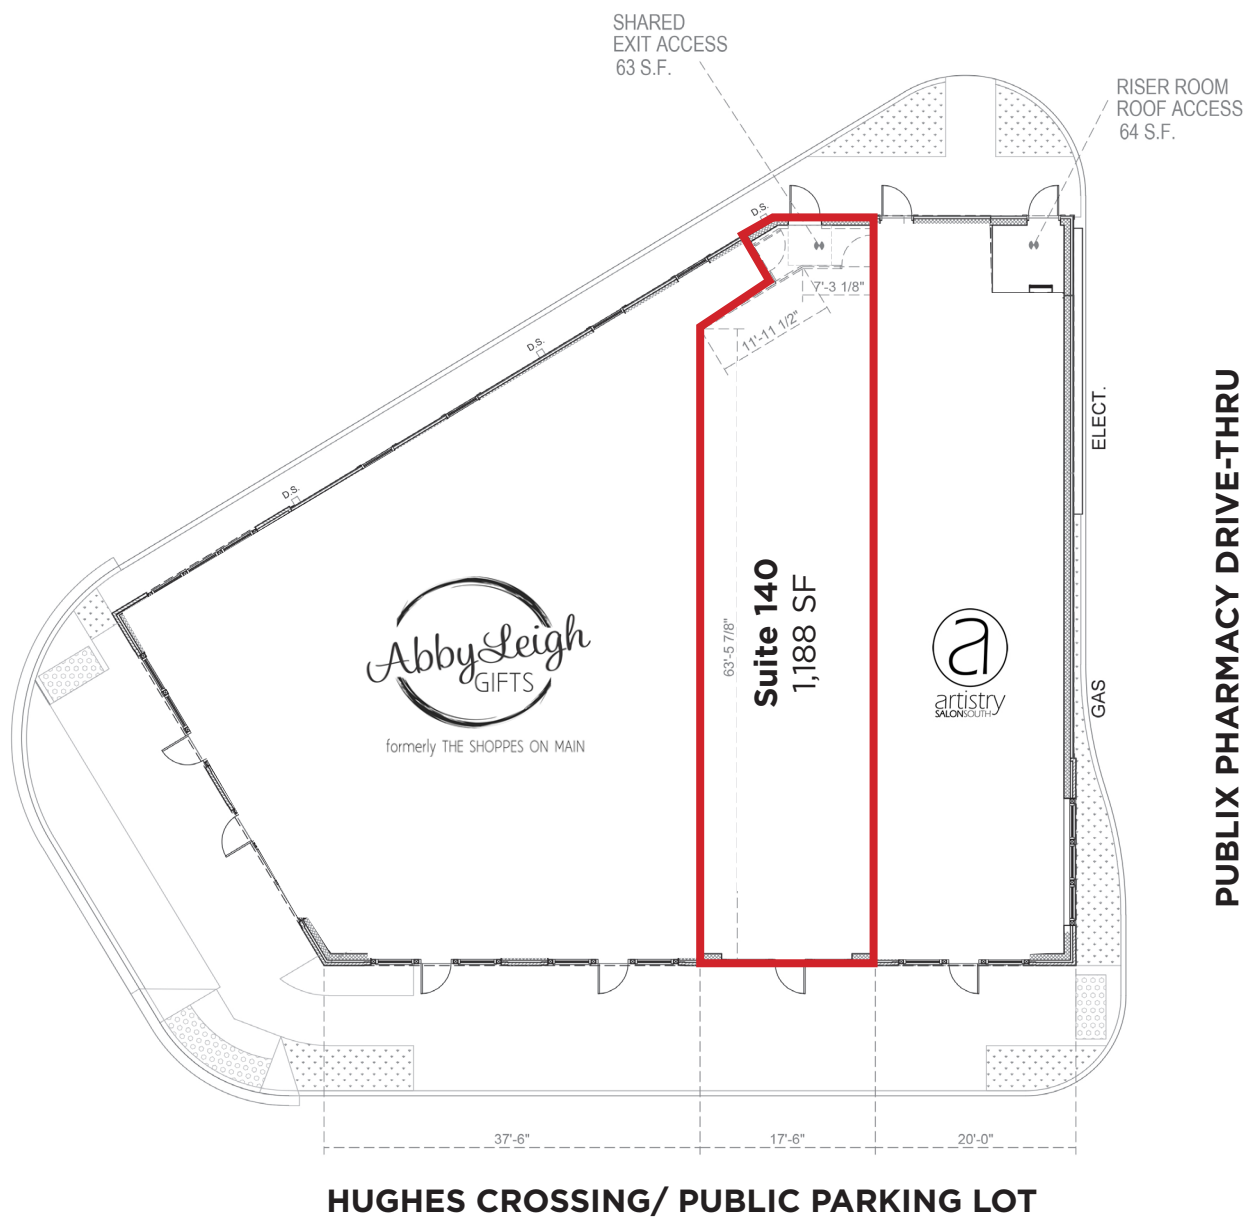 SHARED
EXIT ACCESS
63 S.F.
RISER ROOM
ROOF ACCESS
64 S.F.
D.S.
7'-3 1/8"
11'-11 1/2"
D.S.
D.S.
ELECT.
GAS
PUBLIX PHARMACY DRIVE-THRU
AbbyLeigh
GIFTS
formerly THE SHOPPES ON MAIN
63'-5 7/8"
Suite 140
1,188 SF
a
artistry
SALONSOUTH
37'-6"
17'-6"
20'-0"
HUGHES CROSSING/ PUBLIC PARKING LOT